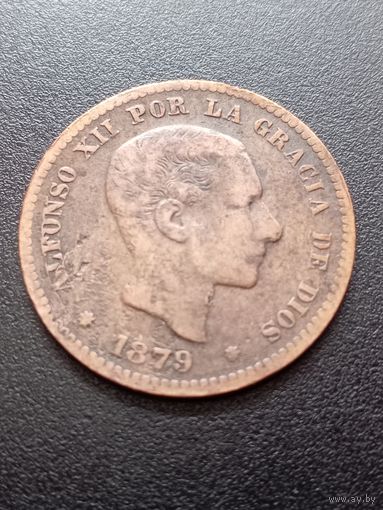 ALFONSO XII POR LA GRACIA DE DIOS
* 1879 *
www.ay.by